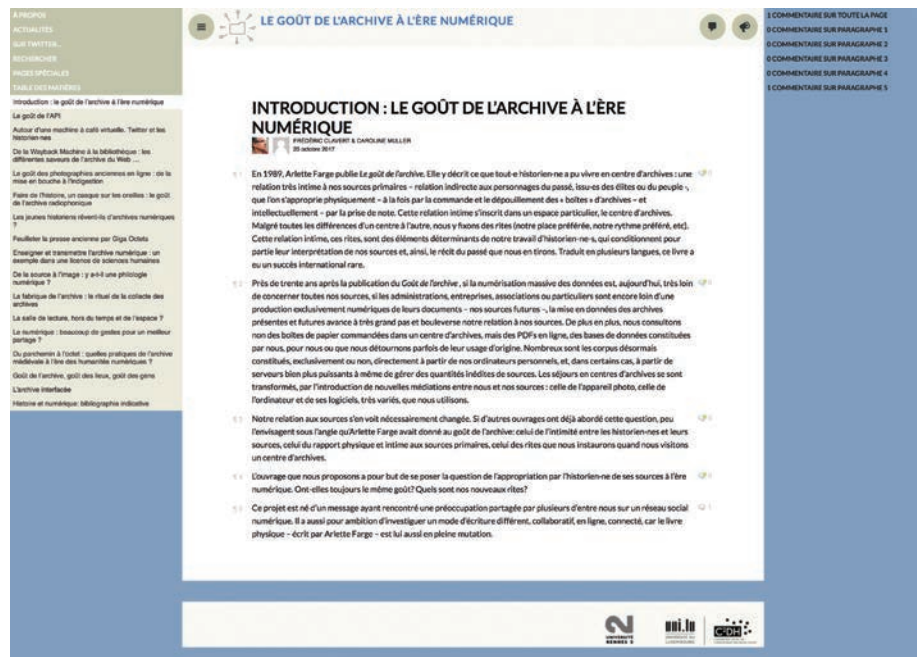 À PROPOS
ACTUALITÉS
SUR TWITTER...
RECHERCHER
PAGES SPÉCIALES
TABLE DES MATIÈRES
Introduction : le goût de l'archive à l'ère numérique
Le goût de l'API
Autour d'une machine à café virtuelle. Twitter et les
historien·nes
De la Wayback Machine à la bibliothèque : les
différentes saveurs de l'archive du Web ....
Le goût des photographies anciennes en ligne : de la
mise en bouche à l'indigestion
Faire de l'histoire, un casque sur les oreilles : le goût
de l'archive radiophonique
Les jeunes historiens rêvent-ils d'archives numériques
?
Feuilleter la presse ancienne par Giga Octets
Enseigner et transmettre l'archive numérique : un
exemple dans une licence de sciences humaines
De la source à l'image : y a-t-il une philologie
numérique ?
La fabrique de l'archive : le rituel de la collecte des
archives
La salle de lecture, hors du temps et de l'espace ?
Le numérique : beaucoup de gestes pour un meilleur
partage ?
Du parchemin à l'octet : quelles pratiques de l'archive
médiévale à l'ère des humanités numériques ?
Goût de l'archive, goût des lieux, goût des gens
L'archive interfacée
Histoire et numérique: bibliographie indicative
LE GOÛT DE L'ARCHIVE À L'ÈRE NUMÉRIQUE
INTRODUCTION : LE GOÛT DE L'ARCHIVE À L'ÈRE
NUMÉRIQUE
FRÉDÉRIC CLAVERT & CAROLINE MULLER
20 octobre 2017
¶ 1 En 1989, Arlette Farge publie Le goût de l'archive. Elle y décrit ce que tout·e historien·ne a pu vivre en centre d'archives : une
relation très intime à nos sources primaires – relation indirecte aux personnages du passé, issu·es des élites ou du peuple -,
que l'on s'approprie physiquement – à la fois par la commande et le dépouillement des « boîtes » d'archives – et
intellectuellement – par la prise de note. Cette relation intime s'inscrit dans un espace particulier, le centre d'archives.
Malgré toutes les différences d'un centre à l'autre, nous y fixons des rites (notre place préférée, notre rythme préféré, etc).
Cette relation intime, ces rites, sont des éléments déterminants de notre travail d'historien·ne·s, qui conditionnent pour
partie leur interprétation de nos sources et, ainsi, le récit du passé que nous en tirons. Traduit en plusieurs langues, ce livre a
eu un succès international rare.
¶ 2 Près de trente ans après la publication du Goût de l'archive, si la numérisation massive des données est, aujourd'hui, très loin
de concerner toutes nos sources, si les administrations, entreprises, associations ou particuliers sont encore loin d'une
production exclusivement numériques de leurs documents – nos sources futures –, la mise en données des archives
présentes et futures avance à très grand pas et bouleverse notre relation à nos sources. De plus en plus, nous consultons
non des boîtes de papier commandées dans un centre d'archives, mais des PDFs en ligne, des bases de données constituées
par nous, pour nous ou que nous détournons parfois de leur usage d'origine. Nombreux sont les corpus désormais
constitués, exclusivement ou non, directement à partir de nos ordinateurs personnels, et, dans certains cas, à partir de
serveurs bien plus puissants à même de gérer des quantités inédites de sources. Les séjours en centres d'archives se sont
transformés, par l'introduction de nouvelles médiations entre nous et nos sources : celle de l'appareil photo, celle de
l'ordinateur et de ses logiciels, très variés, que nous utilisons.
¶ 3 Notre relation aux sources s'en voit nécessairement changée. Si d'autres ouvrages ont déjà abordé cette question, peu
l'envisagent sous l'angle qu'Arlette Farge avait donné au goût de l'archive: celui de l'intimité entre les historien·nes et leurs
sources, celui du rapport physique et intime aux sources primaires, celui des rites que nous instaurons quand nous visitons
un centre d'archives.
¶ 4 L'ouvrage que nous proposons a pour but de se poser la question de l'appropriation par l'historien·ne de ses sources à l'ère
numérique. Ont-elles toujours le même goût? Quels sont nos nouveaux rites?
¶ 5 Ce projet est né d'un message ayant rencontré une préoccupation partagée par plusieurs d'entre nous sur un réseau social
numérique. Il a aussi pour ambition d'investiguer un mode d'écriture différent, collaboratif, en ligne, connecté, car le livre
physique – écrit par Arlette Farge – est lui aussi en pleine mutation.
1 COMMENTAIRE SUR TOUTE LA PAGE
0 COMMENTAIRE SUR PARAGRAPHE 1
0 COMMENTAIRE SUR PARAGRAPHE 2
0 COMMENTAIRE SUR PARAGRAPHE 3
0 COMMENTAIRE SUR PARAGRAPHE 4
1 COMMENTAIRE SUR PARAGRAPHE 5
UNIVERSITÉ
RENNES 2
uni.lu
C²DH